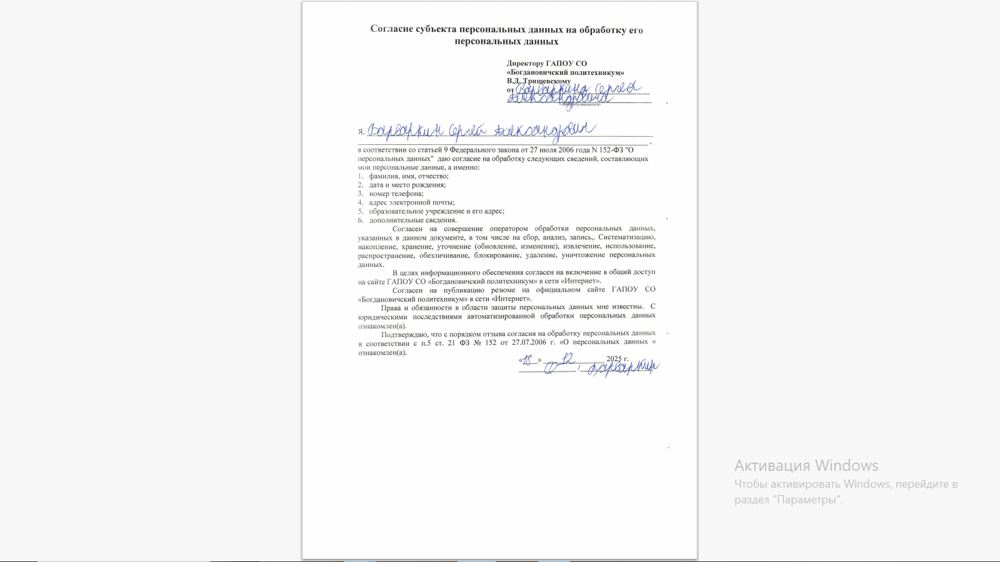 Согласие субъекта персональных данных на обработку его
персональных данных
Директору ГАПОУ СО
«Богдановичский политехникум»
В.Д. Тришевскому
от Варваркина Сергея
Александровича
(ФИО обучающегося)
Я, Варваркин Сергей Александрович
,
в соответствии со статьей 9 Федерального закона от 27 июля 2006 года N 152-ФЗ "О
персональных данных" даю согласие на обработку следующих сведений, составляющих
мои персональные данные, а именно:
1. фамилия, имя, отчество;
2. дата и место рождения;
3. номер телефона;
4. адрес электронной почты;
5. образовательное учреждение и его адрес;
6. дополнительные сведения.
Согласен на совершение оператором обработки персональных данных,
указанных в данном документе, в том числе на сбор, анализ, запись,. Систематизацию,
накопление, хранение, уточнение (обновление, изменение), извлечение, использование,
распространение, обезличивание, блокирование, удаление, уничтожение персональных
данных.
В целях информационного обеспечения согласен на включение в общий доступ
на сайте ГАПОУ СО «Богдановичский политехникум» в сети «Интернет».
Согласен на публикацию резюме на официальном сайте ГАПОУ СО
«Богдановичский политехникум» в сети «Интернет».
Права и обязанности в области защиты персональных данных мне известны. С
юридическими последствиями автоматизированной обработки персональных данных
ознакомлен(а).
Подтверждаю, что с порядком отзыва согласия на обработку персональных данных
в соответствии с п.5 ст. 21 ФЗ № 152 от 27.07.2006 г. «О персональных данных «
ознакомлен(а).
«18» 12 2025 г.
/ Варваркин
Активация Windows
Чтобы активировать Windows, перейдите в
раздел "Параметры".